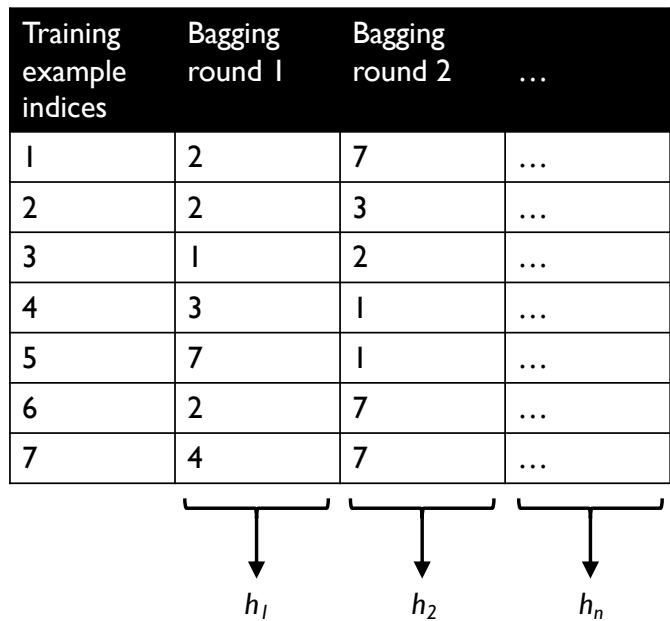 Training example indices Bagging round 1 Bagging round 2 …
1 2 7 …
2 2 3 …
3 1 2 …
4 3 1 …
5 7 1 …
6 2 7 …
7 4 7 …
h1 h2 hn